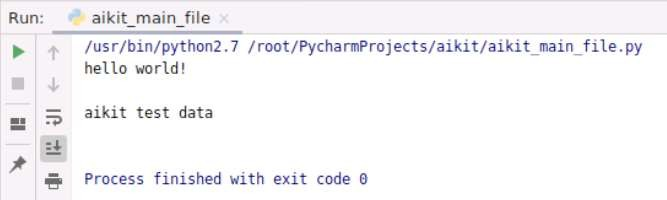 Run: aikit_main_file
/usr/bin/python2.7 /root/PycharmProjects/aikit/aikit_main_file.py
hello world!
aikit test data
Process finished with exit code 0